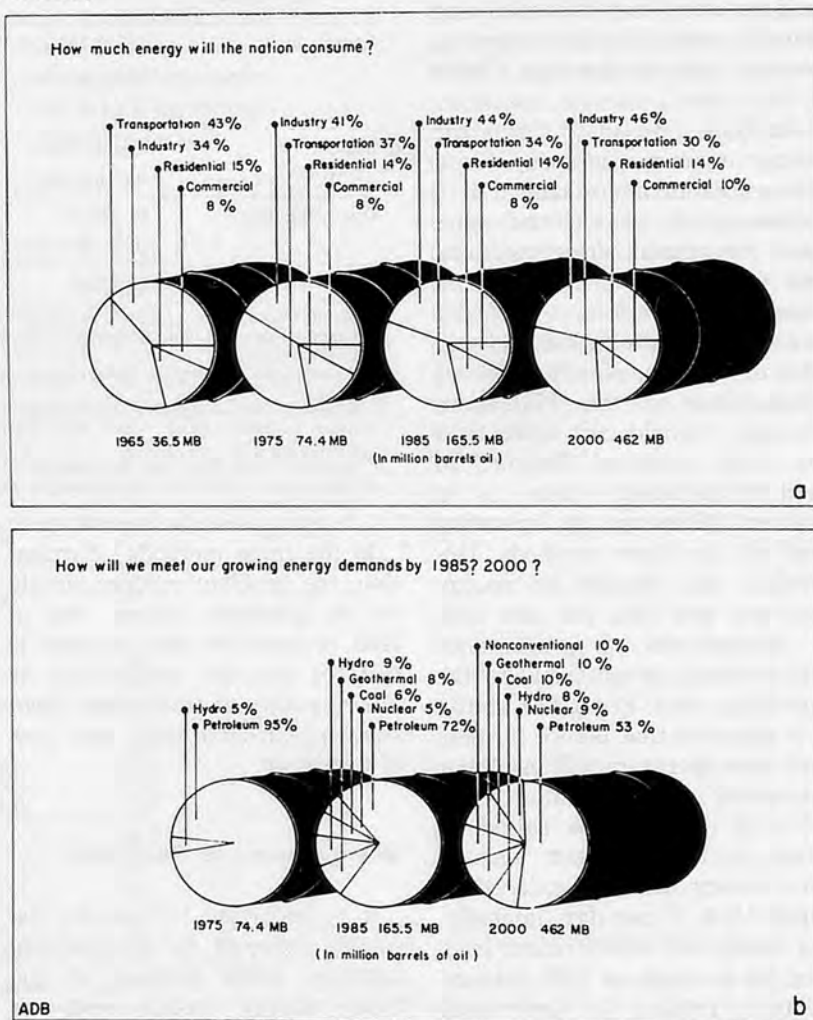 How much energy will the nation consume?
Transportation 43%
Industry 34%
Residential 15%
Commercial
8%
Industry 41%
Transportation 37%
Residential 14%
Commercial
8%
Industry 44%
Transportation 34%
Residential 14%
Commercial
8%
Industry 46%
Transportation 30%
Residential 14%
Commercial 10%
1965 36.5 MB
1975 74.4 MB
1985 165.5 MB
2000 462 MB
(In million barrels oil)
a
How will we meet our growing energy demands by 1985? 2000?
Hydro 5%
Petroleum 95%
Hydro 9%
Geothermal 8%
Coal 6%
Nuclear 5%
Petroleum 72%
Nonconventional 10%
Geothermal 10%
Coal 10%
Hydro 8%
Nuclear 9%
Petroleum 53%
1975 74.4 MB
1985 165.5 MB
2000 462 MB
(In million barrels of oil)
ADB
b